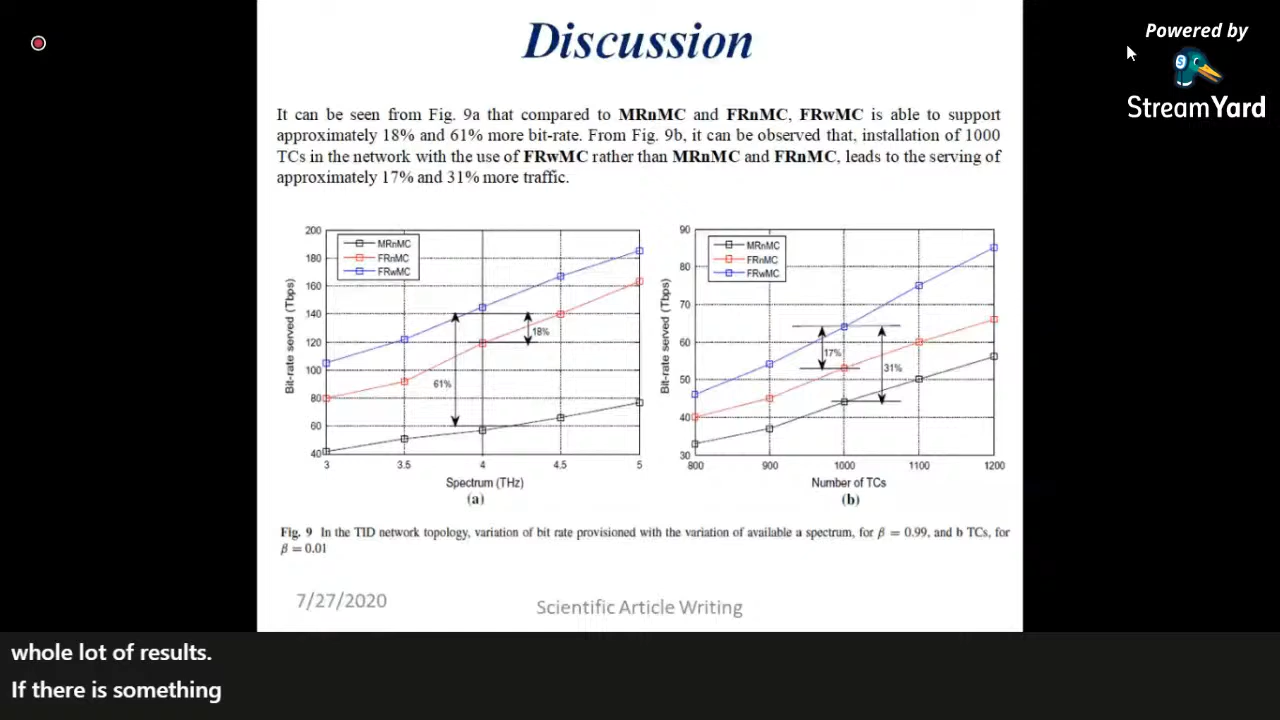 Discussion
Powered by
StreamYard
It can be seen from Fig. 9a that compared to MRnMC and FRnMC, FRwMC is able to support
approximately 18% and 61% more bit-rate. From Fig. 9b, it can be observed that, installation of 1000
TCs in the network with the use of FRwMC rather than MRnMC and FRnMC, leads to the serving of
approximately 17% and 31% more traffic.
200
180
160
140
120
100
80
60
40
Bit-rate served (Tbps)
MRnMC
FRnMC
FRwMC
18%
61%
3
3.5
4
4.5
5
Spectrum (THz)
(a)
90
80
70
60
50
40
30
Bit-rate served (Tbps)
MRnMC
FRnMC
FRwMC
17%
31%
800
900
1000
1100
1200
Number of TCs
(b)
Fig. 9 In the TID network topology, variation of bit rate provisioned with the variation of available a spectrum, for β = 0.99, and b TCs, for
β = 0.01
7/27/2020
Scientific Article Writing
whole lot of results.
If there is something